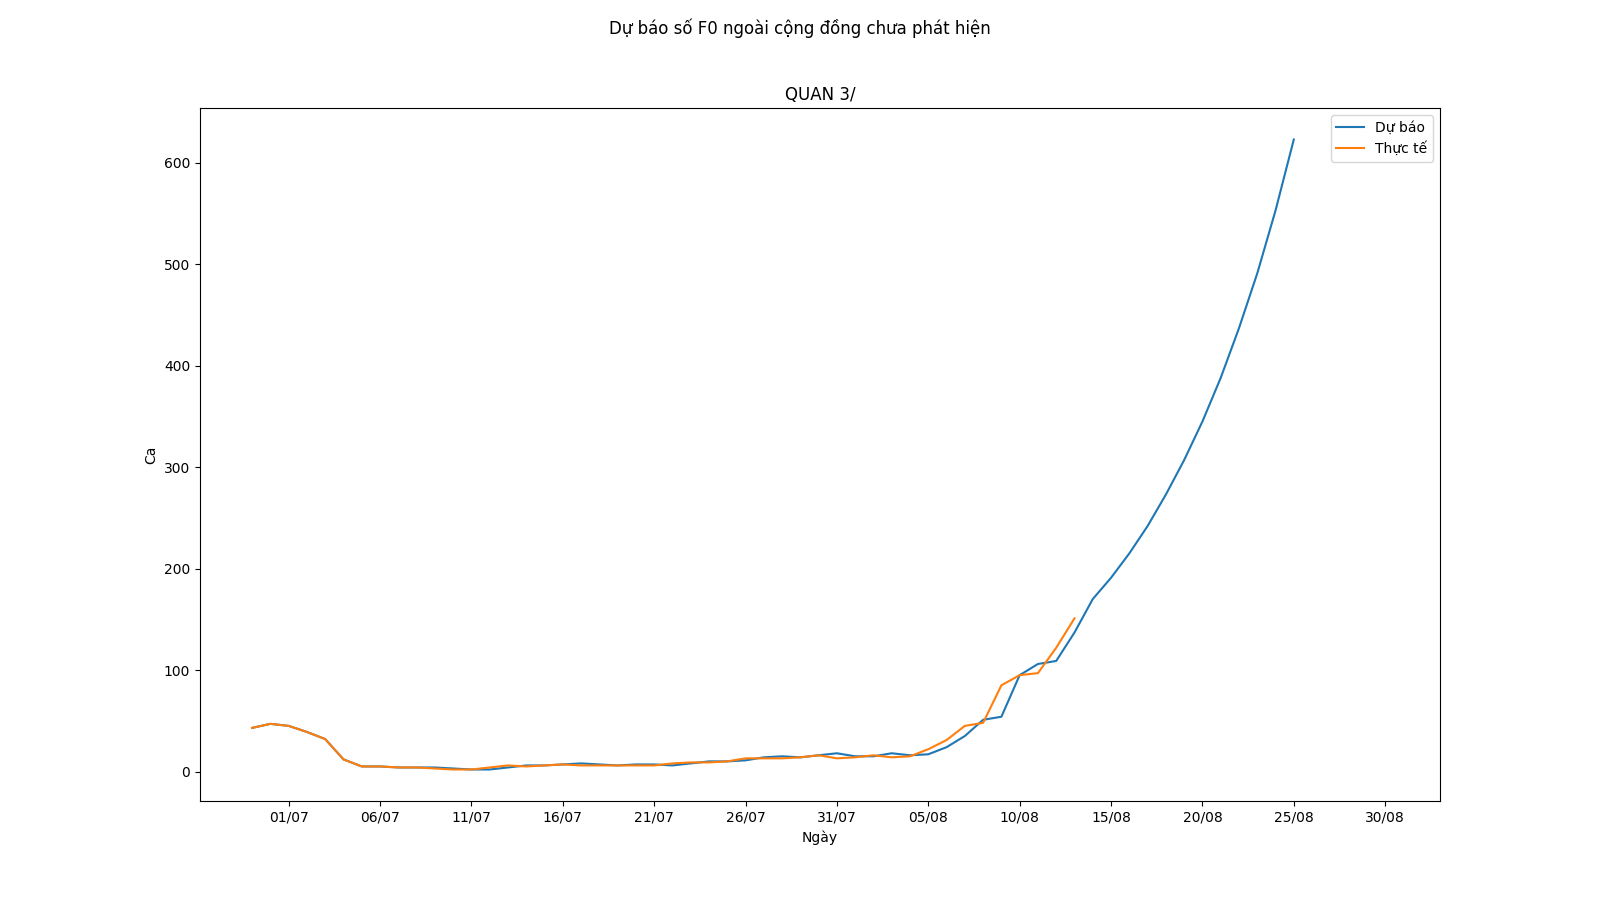 Dự báo số F0 ngoài cộng đồng chưa phát hiện
QUAN 3/
Dự báo
Thực tế
600
500
400
300
200
100
0
Ca
01/07 06/07 11/07 16/07 21/07 26/07 31/07 05/08 10/08 15/08 20/08 25/08 30/08
Ngày